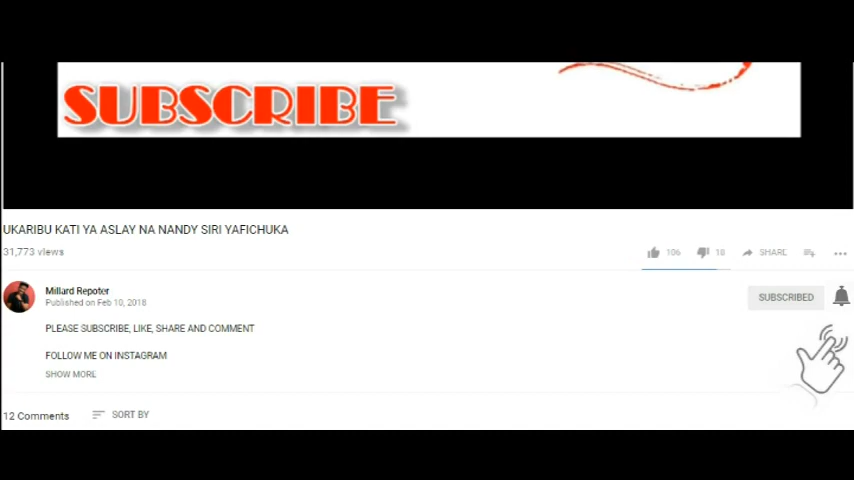 SUBSCRIBE
UKARIBU KATI YA ASLAY NA NANDY SIRI YAFICHUKA
31,773 views
106 18 SHARE
Millard Repoter
Published on Feb 10, 2018
SUBSCRIBED
PLEASE SUBSCRIBE, LIKE, SHARE AND COMMENT
FOLLOW ME ON INSTAGRAM
SHOW MORE
12 Comments SORT BY